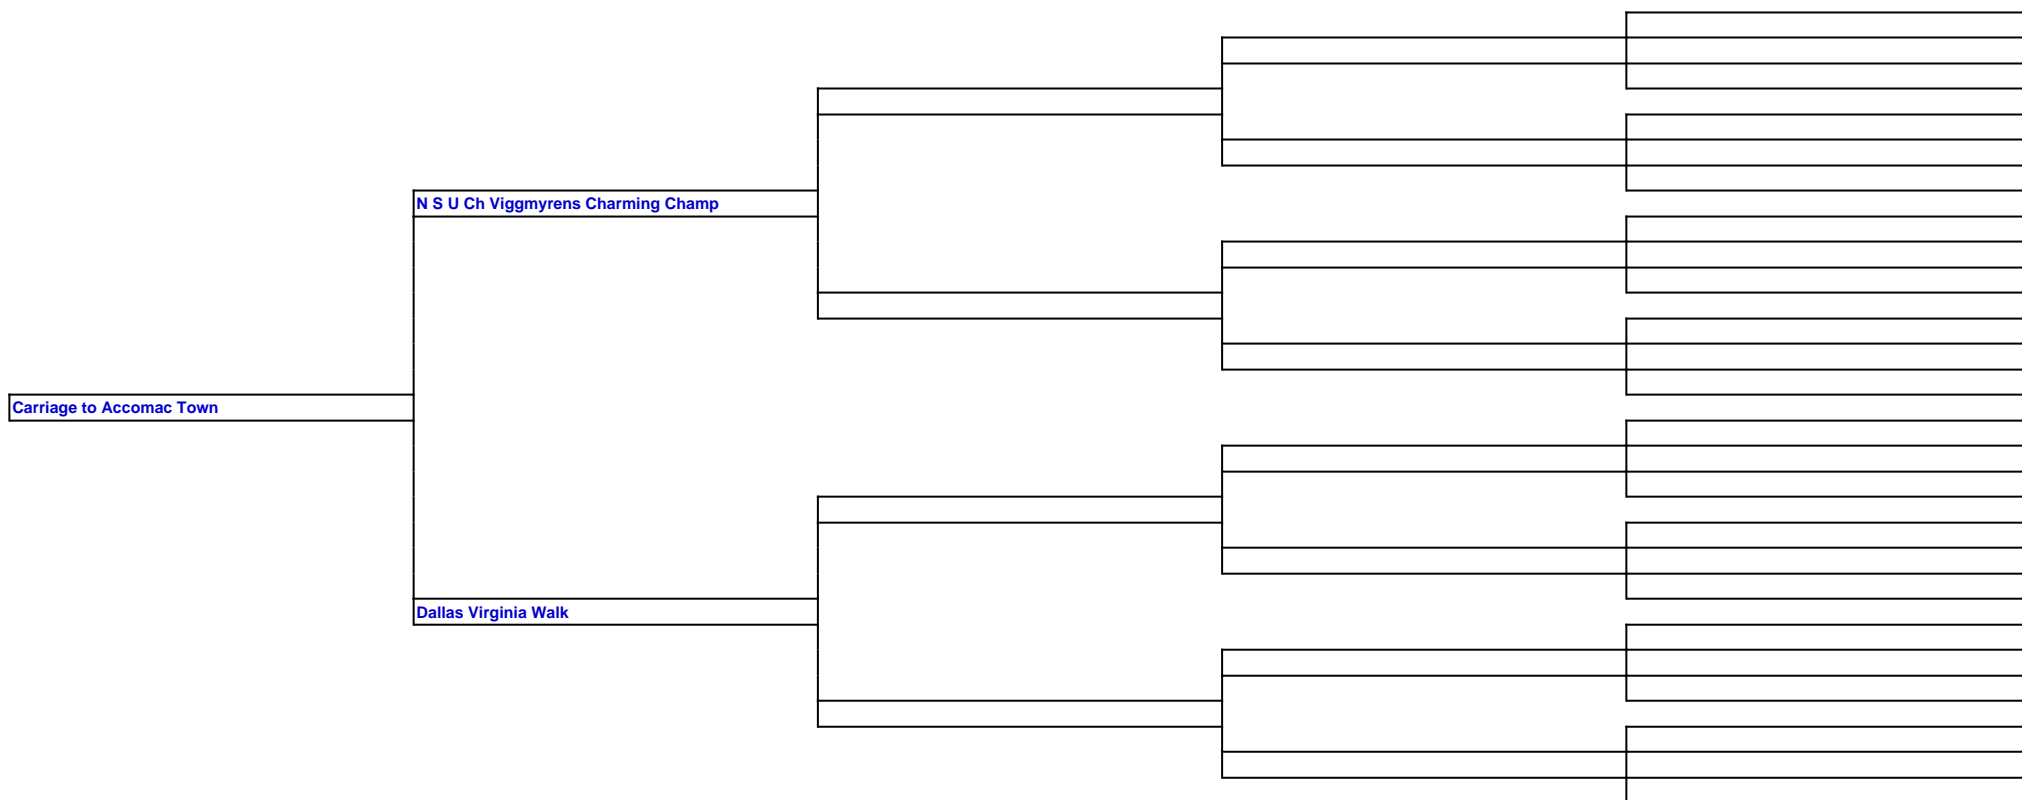 N S U Ch Viggmyrens Charming Champ
Carriage to Accomac Town
Dallas Virginia Walk